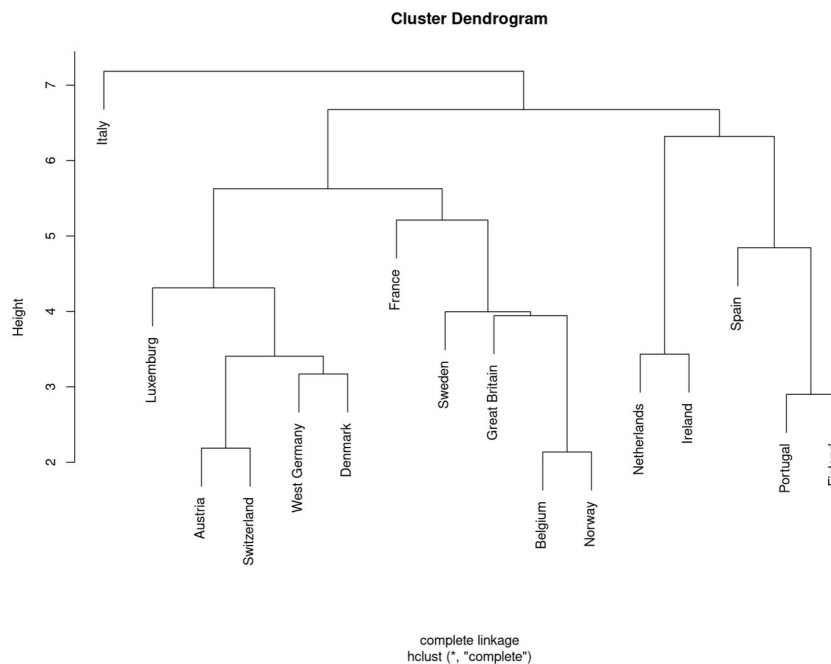 Cluster Dendrogram
Height
7
6
5
4
3
2
Italy
Luxemburg
Austria
Switzerland
West Germany
Denmark
France
Sweden
Great Britain
Belgium
Norway
Netherlands
Ireland
Spain
Portugal
complete linkage
hclust (*, "complete")